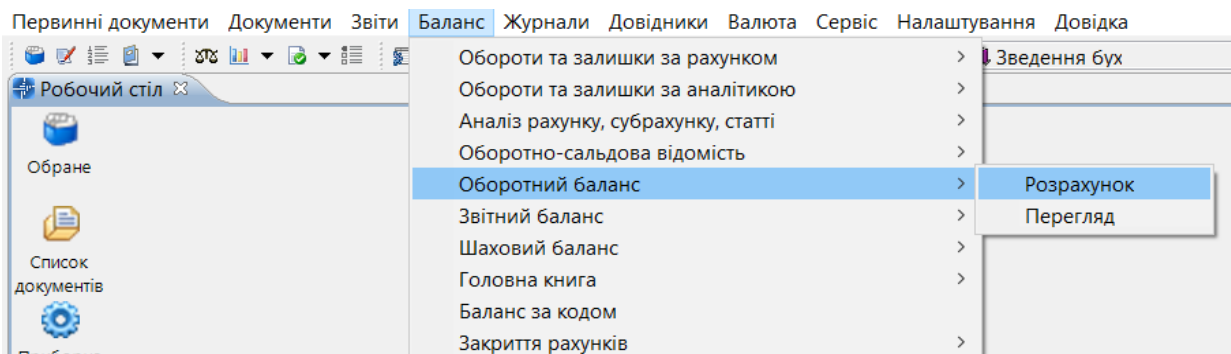 Первинні документи Документи Звіти Баланс Журнали Довідники Валюта Сервіс Налаштування Довідка
Зведення бух
Робочий стіл
Обране
Список
документів
Обороти та залишки за рахунком
Обороти та залишки за аналітикою
Аналіз рахунку, субрахунку, статті
Оборотно-сальдова відомість
Оборотний баланс
Звітний баланс
Шаховий баланс
Головна книга
Баланс за кодом
Закриття рахунків
Розрахунок
Перегляд